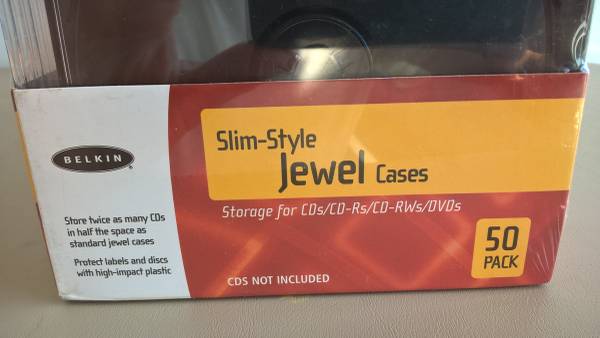 BELKIN
Store twice as many CDs
in half the space as
standard jewel cases
Protect labels and discs
with high-impact plastic
Slim-Style
Jewel Cases
Storage for CDs/CD-Rs/CD-RWs/DVDs
50
PACK
CDS NOT INCLUDED